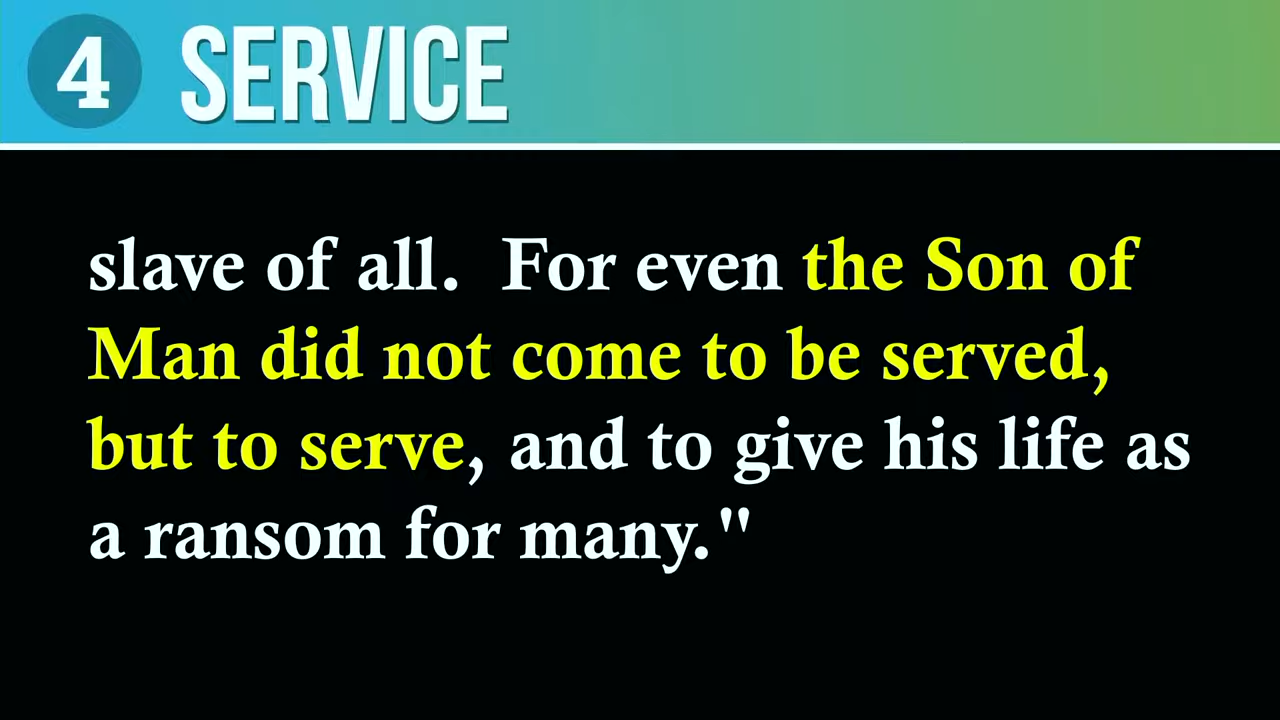 4 SERVICE
slave of all.  For even the Son of
Man did not come to be served,
but to serve, and to give his life as
a ransom for many."